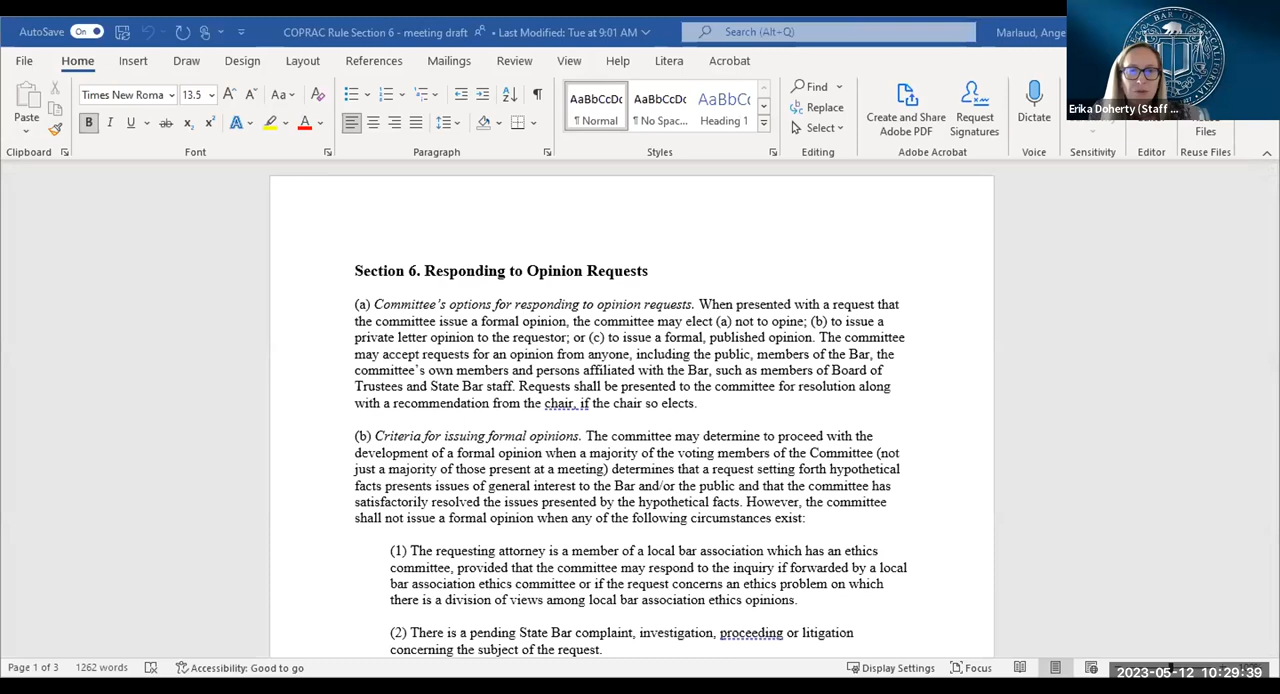 AutoSave On COPRAC Rule Section 6 - meeting draft • Last Modified: Tue at 9:01 AM Search (Alt+Q) Marlaud, Ange
File Home Insert Draw Design Layout References Mailings Review View Help Litera Acrobat
Erika Doherty (Staff ...
Paste
Times New Roma 13.5 Aa
B I U ab x₂ x² A A
AaBbCcDc AaBbCcDc AaBbCc
¶ Normal ¶ No Spac... Heading 1
Find
Replace
Select
Create and Share Adobe PDF
Request Signatures
Dictate
Files
Clipboard Font Paragraph Styles Editing Adobe Acrobat Voice Sensitivity Editor Reuse Files
Section 6. Responding to Opinion Requests
(a) Committee's options for responding to opinion requests. When presented with a request that
the committee issue a formal opinion, the committee may elect (a) not to opine; (b) to issue a
private letter opinion to the requestor; or (c) to issue a formal, published opinion. The committee
may accept requests for an opinion from anyone, including the public, members of the Bar, the
committee's own members and persons affiliated with the Bar, such as members of Board of
Trustees and State Bar staff. Requests shall be presented to the committee for resolution along
with a recommendation from the chair, if the chair so elects.
(b) Criteria for issuing formal opinions. The committee may determine to proceed with the
development of a formal opinion when a majority of the voting members of the Committee (not
just a majority of those present at a meeting) determines that a request setting forth hypothetical
facts presents issues of general interest to the Bar and/or the public and that the committee has
satisfactorily resolved the issues presented by the hypothetical facts. However, the committee
shall not issue a formal opinion when any of the following circumstances exist:
(1) The requesting attorney is a member of a local bar association which has an ethics
committee, provided that the committee may respond to the inquiry if forwarded by a local
bar association ethics committee or if the request concerns an ethics problem on which
there is a division of views among local bar association ethics opinions.
(2) There is a pending State Bar complaint, investigation, proceeding or litigation
concerning the subject of the request.
Page 1 of 3 1262 words Accessibility: Good to go Display Settings Focus
2023-05-12 10:29:39